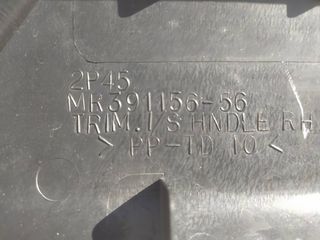 2P45
MR391156-56
TRIM.I/S HNDLE RH
> PP-TD 10 <